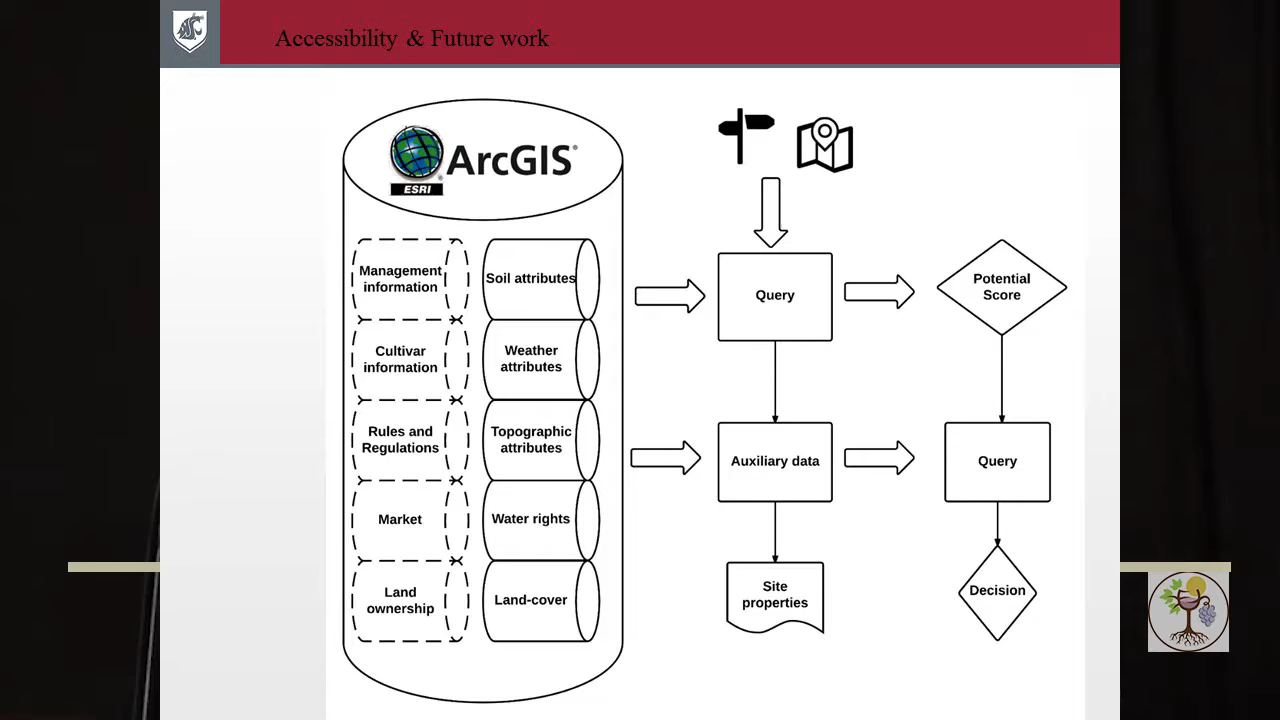 Accessibility & Future work
ESRI
ArcGIS®
Management
information
Soil attributes
Cultivar
information
Weather
attributes
Rules and
Regulations
Topographic
attributes
Market
Water rights
Land
ownership
Land-cover
Query
Potential
Score
Auxiliary data
Query
Site
properties
Decision